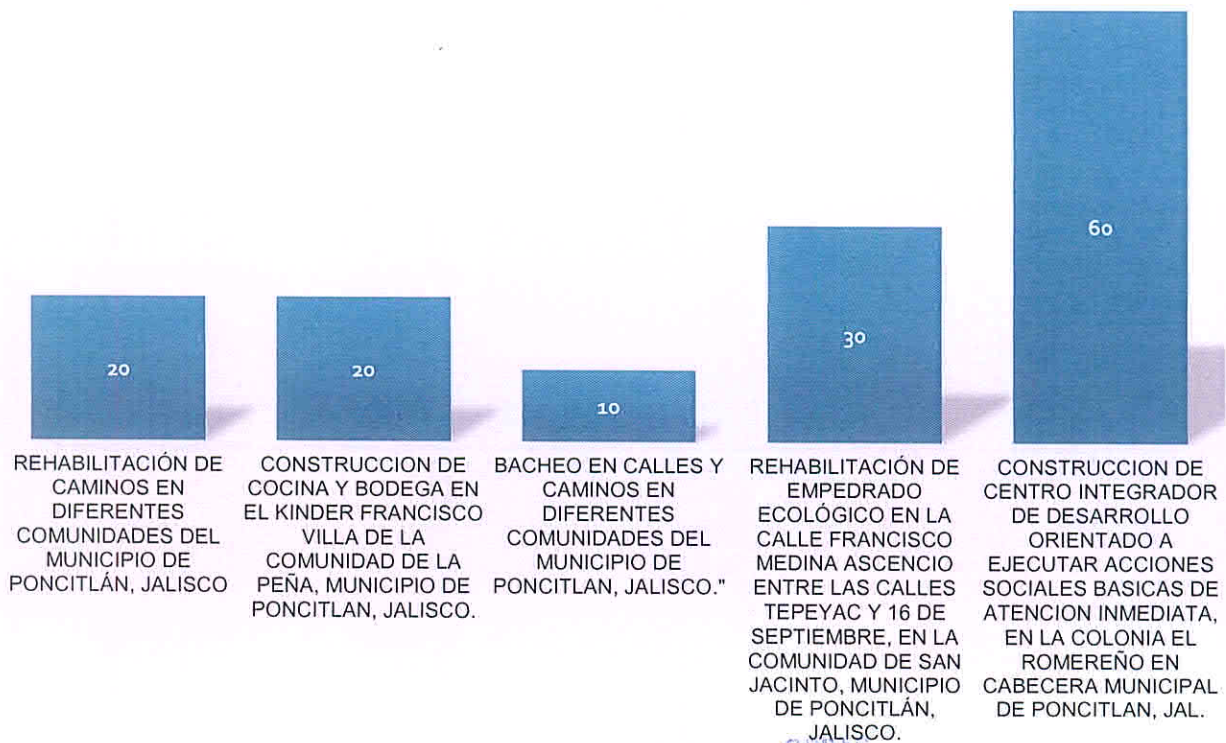 60
30
20
20
10
REHABILITACIÓN DE
CAMINOS EN
DIFERENTES
COMUNIDADES DEL
MUNICIPIO DE
PONCITLÁN, JALISCO
CONSTRUCCION DE
COCINA Y BODEGA EN
EL KINDER FRANCISCO
VILLA DE LA
COMUNIDAD DE LA
PEÑA, MUNICIPIO DE
PONCITLAN, JALISCO.
BACHEO EN CALLES Y
CAMINOS EN
DIFERENTES
COMUNIDADES DEL
MUNICIPIO DE
PONCITLAN, JALISCO."
REHABILITACIÓN DE
EMPEDRADO
ECOLÓGICO EN LA
CALLE FRANCISCO
MEDINA ASCENCIO
ENTRE LAS CALLES
TEPEYAC Y 16 DE
SEPTIEMBRE, EN LA
COMUNIDAD DE SAN
JACINTO, MUNICIPIO
DE PONCITLÁN,
JALISCO.
CONSTRUCCION DE
CENTRO INTEGRADOR
DE DESARROLLO
ORIENTADO A
EJECUTAR ACCIONES
SOCIALES BASICAS DE
ATENCION INMEDIATA,
EN LA COLONIA EL
ROMEREÑO EN
CABECERA MUNICIPAL
DE PONCITLAN, JAL.